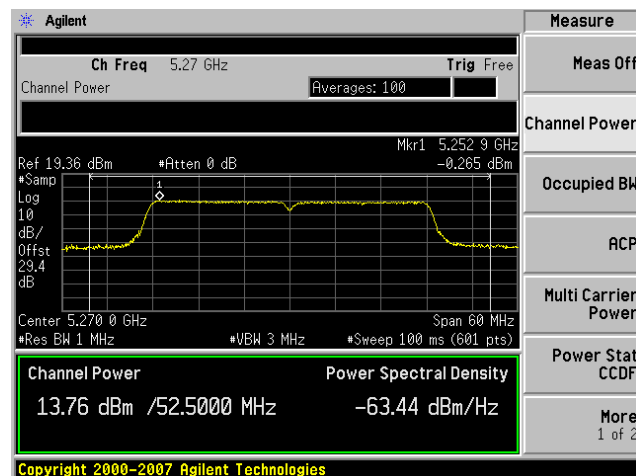 Agilent
Measure
Ch Freq 5.27 GHz Trig Free
Channel Power Averages: 100
Meas Off
Channel Power
Mkr1 5.252 9 GHz
Ref 19.36 dBm #Atten 0 dB -0.265 dBm
#Samp
Log
10
dB/
Offst
29.4
dB
1
Occupied BW
ACP
Center 5.270 0 GHz Span 60 MHz
#Res BW 1 MHz #VBW 3 MHz #Sweep 100 ms (601 pts)
Multi Carrier
Power
Channel Power Power Spectral Density
13.76 dBm /52.5000 MHz -63.44 dBm/Hz
Power Stat
CCDF
More
1 of 2
Copyright 2000-2007 Agilent Technologies